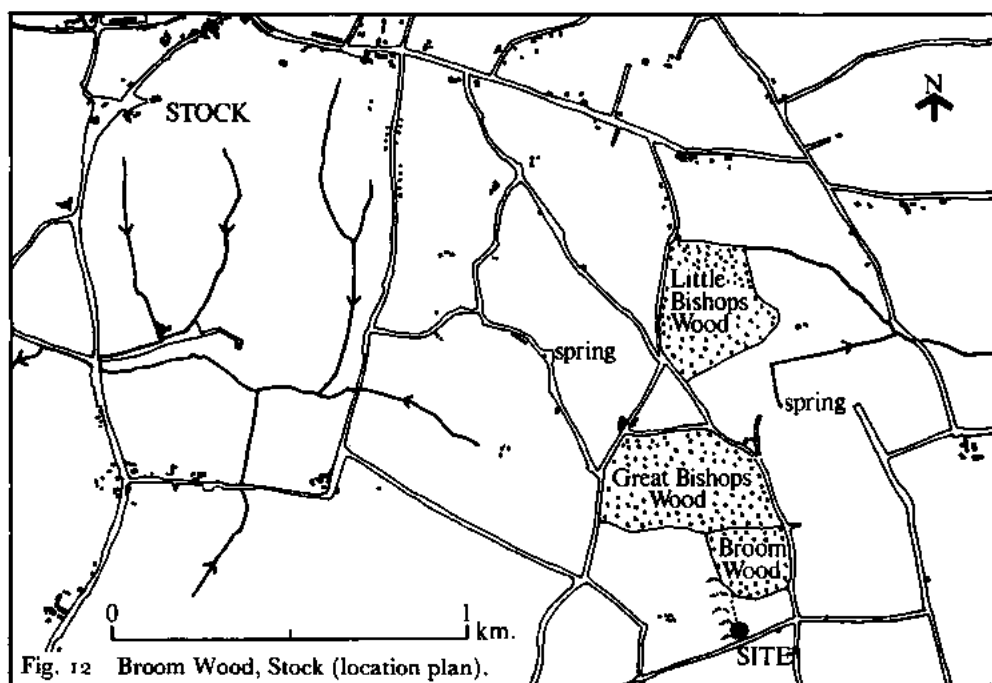 N
STOCK
Little
Bishops
Wood
spring
spring
Great Bishops
Wood
Broom
Wood
0
1
km.
SITE
Fig. 12 Broom Wood, Stock (location plan).